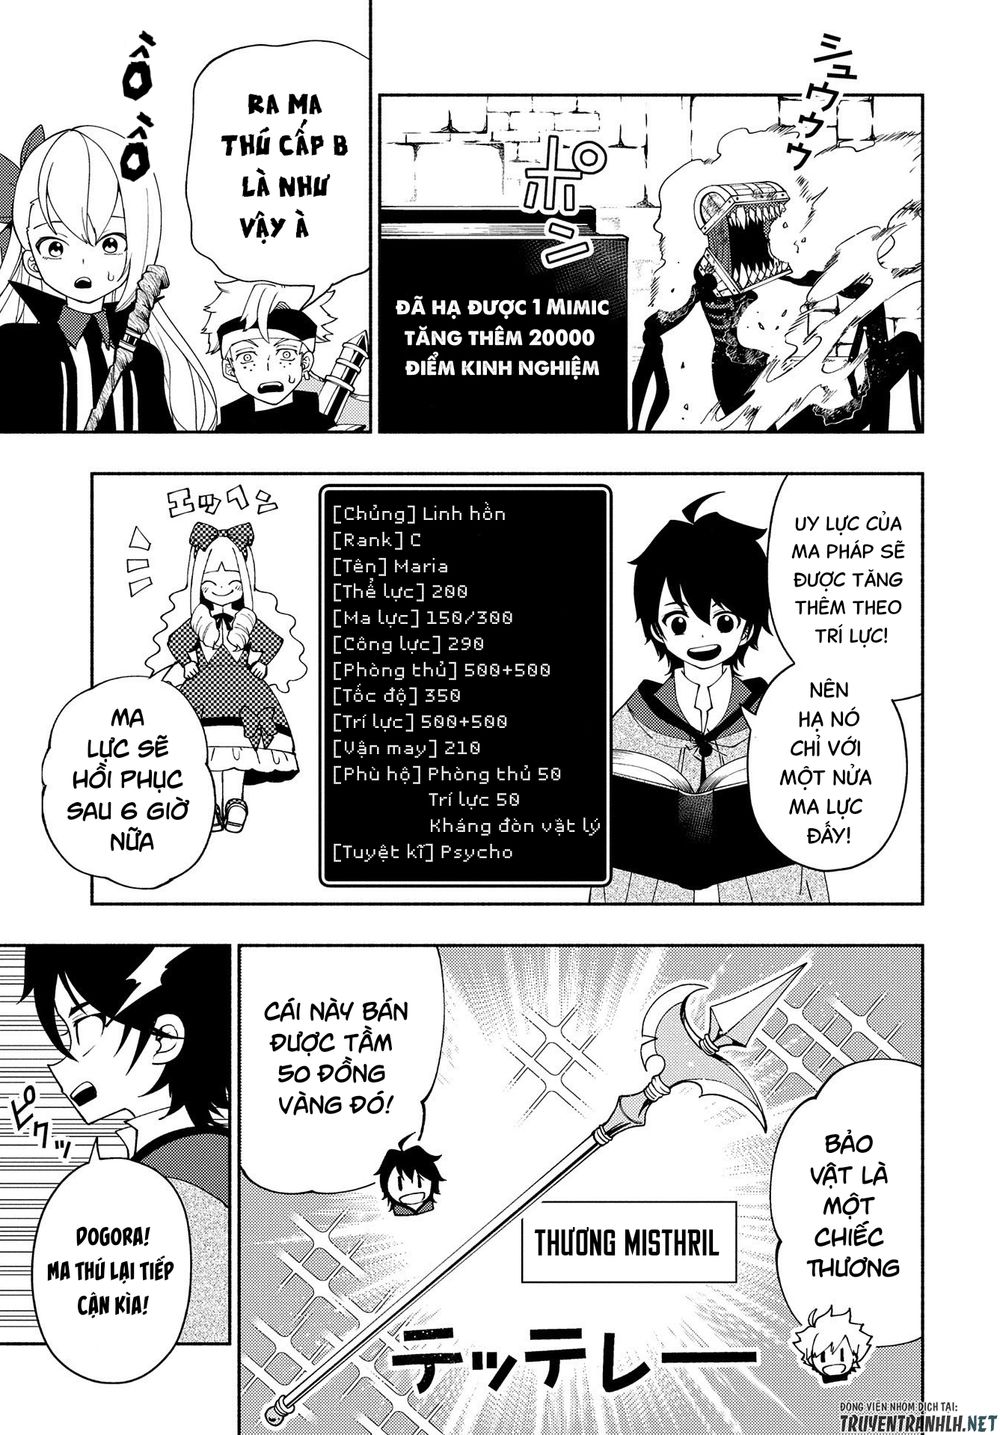 シュウウウ
ポンッ
ĐÃ HẠ ĐƯỢC 1 MIMIC
TĂNG THÊM 20000
ĐIỂM KINH NGHIỆM
RA MA
THÚ CẤP B
LÀ NHƯ
VẬY À
Ồ
Ồ
UY LỰC CỦA
MA PHÁP SẼ
ĐƯỢC TĂNG
THÊM THEO
TRÍ LỰC!
NÊN
HẠ NÓ
CHỈ VỚI
MỘT NỬA
MA LỰC
ĐẤY!
[Chủng] Linh hồn
[Rank] C
[Tên] Maria
[Thể lực] 200
[Ma lực] 150/300
[Công lực] 290
[Phòng thủ] 500+500
[Tốc độ] 350
[Trí lực] 500+500
[Vận may] 210
[Phù hộ] Phòng thủ 50
Trí lực 50
Kháng đòn vật lý
[Tuyệt kĩ] Psycho
エッヘン
MA
LỰC SẼ
HỒI PHỤC
SAU 6 GIỜ
NỮA
BẢO
VẬT LÀ
MỘT
CHIẾC
THƯƠNG
CÁI NÀY BÁN
ĐƯỢC TẦM
50 ĐỒNG
VÀNG ĐÓ!
THƯƠNG MISTHRIL
テッテレー
ピクッ
DOGORA!
MA THÚ LẠI TIẾP
CẬN KÌA!
ĐỘNG VIÊN NHÓM DỊCH TẠI:
TRUYENTRANHLH.NET